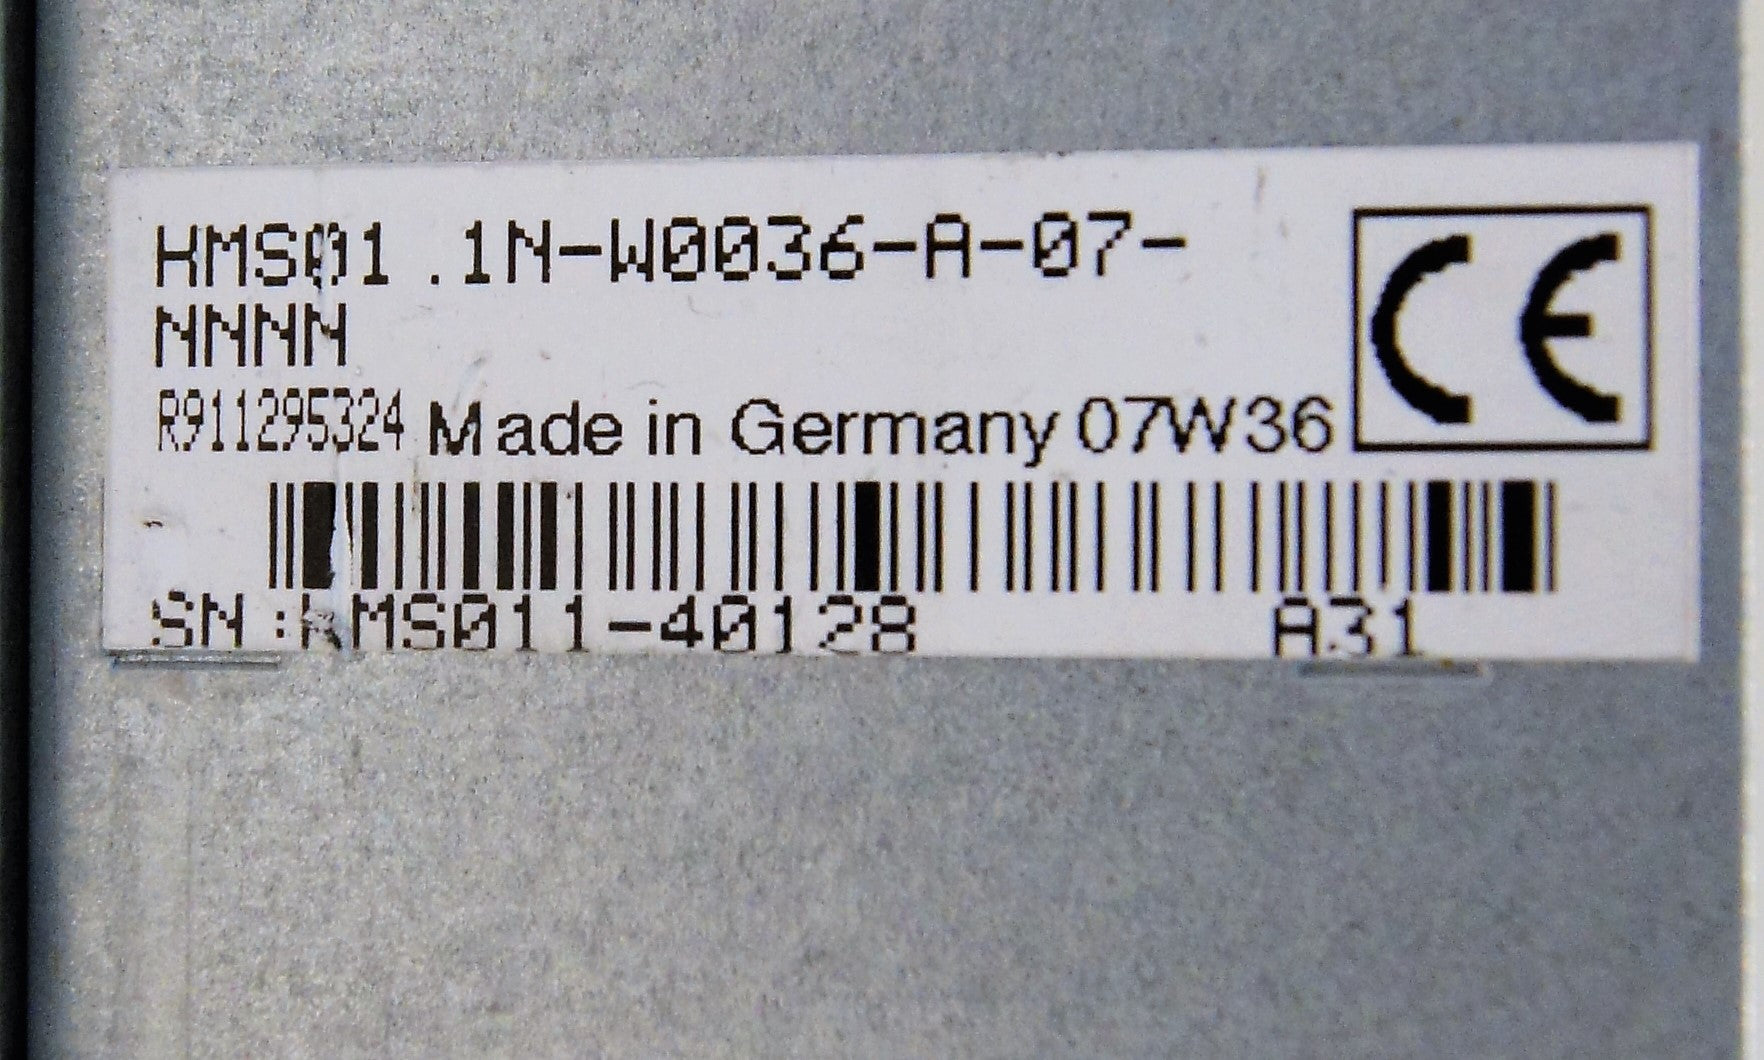 HMS01.1N-W0036-A-07-
NNNN
R911295324 Made in Germany 07W36
CE
SN:HMS011-40128 A31